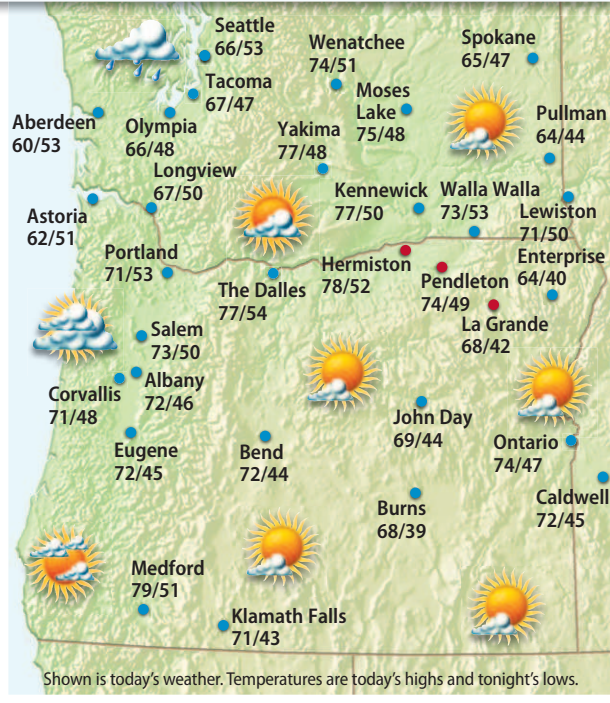 Seattle
66/53
Wenatchee
74/51
Spokane
65/47
Tacoma
67/47
Moses
Lake
75/48
Pullman
64/44
Aberdeen
60/53
Olympia
66/48
Yakima
77/48
Longview
67/50
Kennewick
77/50
Walla Walla
73/53
Lewiston
71/50
Astoria
62/51
Portland
71/53
The Dalles
77/54
Hermiston
78/52
Pendleton
74/49
Enterprise
64/40
La Grande
68/42
Salem
73/50
Albany
72/46
Corvallis
71/48
John Day
69/44
Eugene
72/45
Bend
72/44
Ontario
74/47
Caldwell
72/45
Burns
68/39
Medford
79/51
Klamath Falls
71/43
Shown is today's weather. Temperatures are today's highs and tonight's lows.